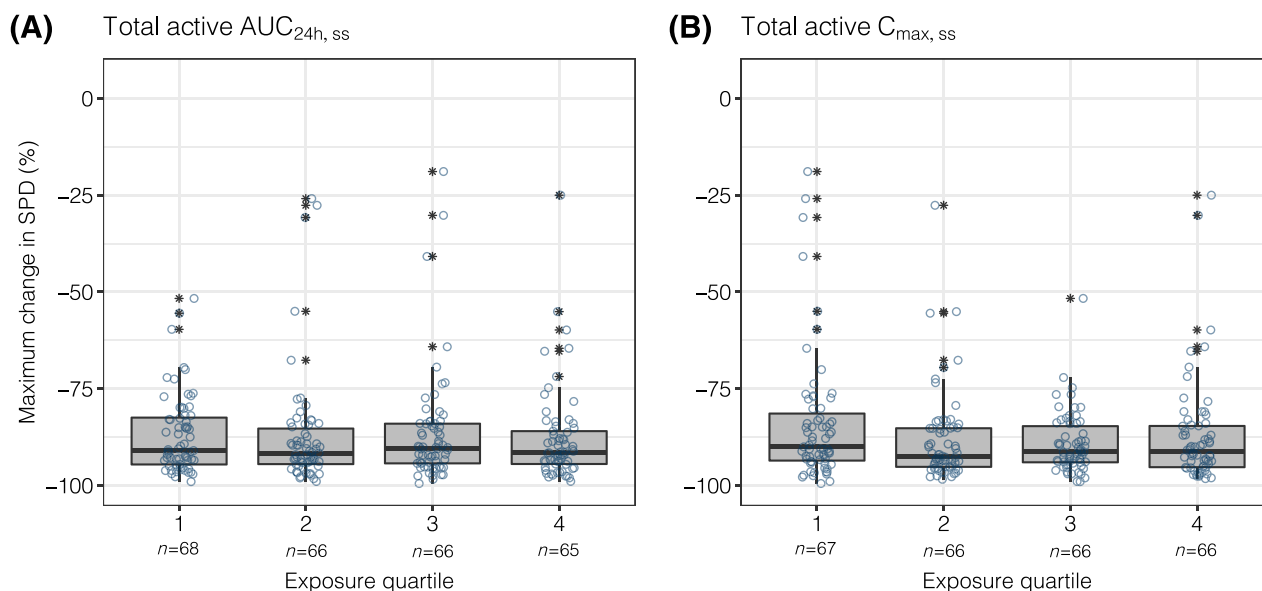 (A) Total active AUC24h, ss
Maximum change in SPD (%)
0
−25
−50
−75
−100
1 2 3 4
n=68 n=66 n=66 n=65
Exposure quartile
(B) Total active Cmax, ss
0
−25
−50
−75
−100
1 2 3 4
n=67 n=66 n=66 n=66
Exposure quartile